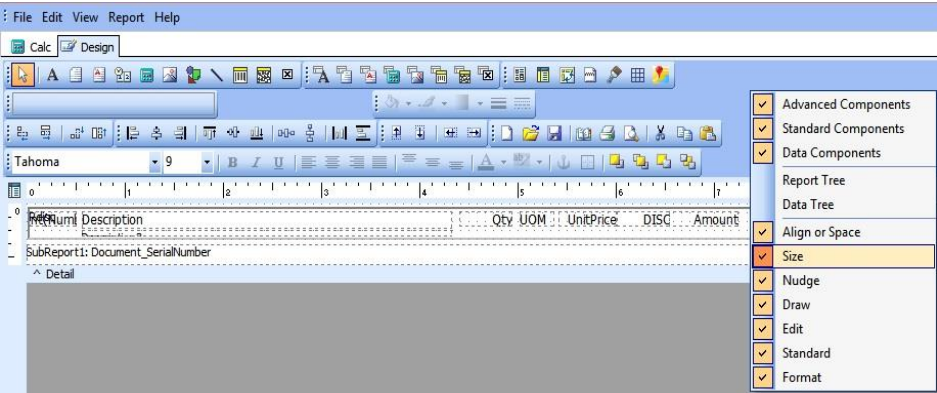 File Edit View Report Help
Calc Design
Tahoma 9 B I U
0 1 2 3 4 5 6 7
0
Description Qty UOM UnitPrice DISC Amount
SubReport1: Document_SerialNumber
^ Detail
Advanced Components
Standard Components
Data Components
Report Tree
Data Tree
Align or Space
Size
Nudge
Draw
Edit
Standard
Format